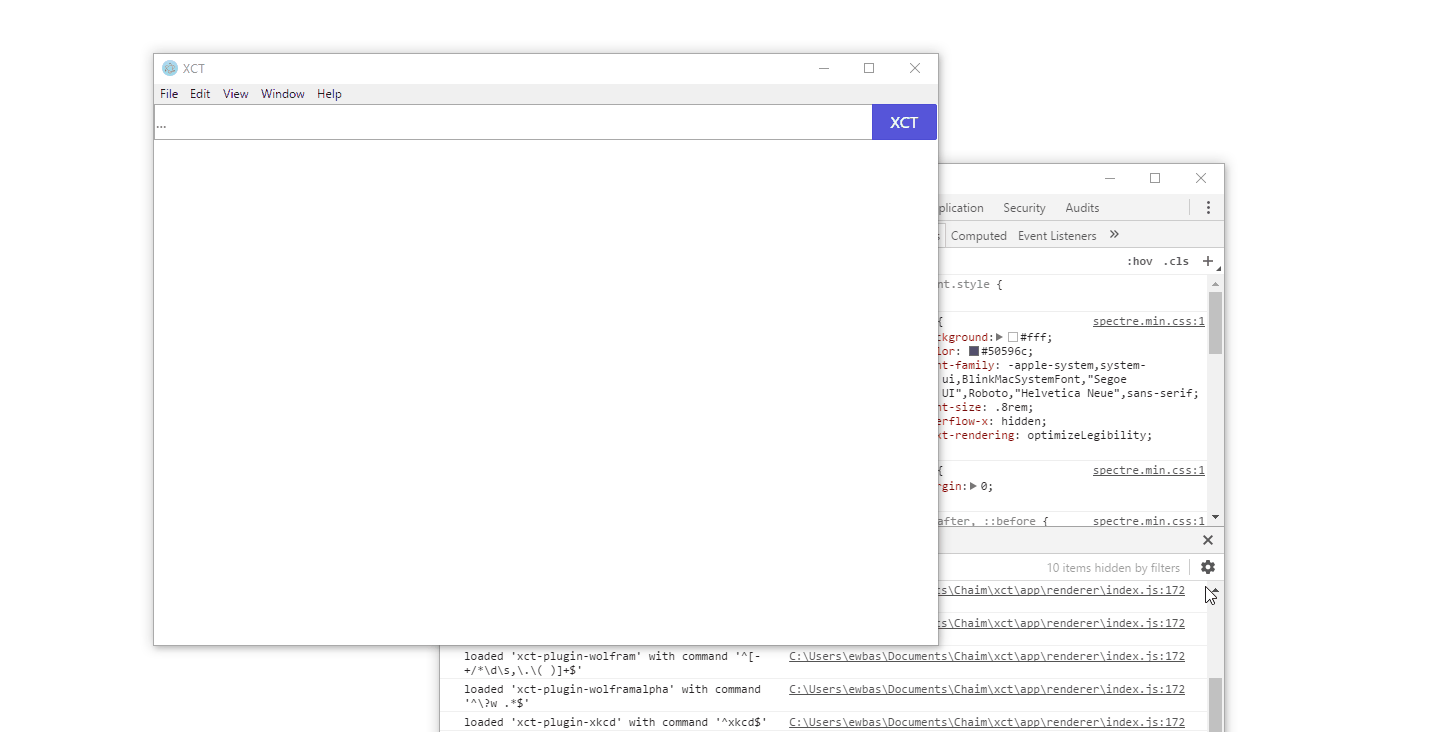 XCT
File Edit View Window Help
... XCT
plication Security Audits
s Computed Event Listeners »
:hov .cls +
nt.style {
{ spectre.min.css:1
ckground: #fff;
lor: #50596c;
nt-family: -apple-system,system-
ui,BlinkMacSystemFont,"Segoe
UI",Roboto,"Helvetica Neue",sans-serif;
nt-size: .8rem;
erflow-x: hidden;
xt-rendering: optimizeLegibility;
{ spectre.min.css:1
rgin: 0;
after, ::before { spectre.min.css:1
10 items hidden by filters
ts\Chaim\xct\app\renderer\index.js:172
ts\Chaim\xct\app\renderer\index.js:172
loaded 'xct-plugin-wolfram' with command '^[- C:\Users\ewbas\Documents\Chaim\xct\app\renderer\index.js:172
+/*\d\s,\.\( )]+$'
loaded 'xct-plugin-wolframalpha' with command C:\Users\ewbas\Documents\Chaim\xct\app\renderer\index.js:172
'^\?w .*$'
loaded 'xct-plugin-xkcd' with command '^xkcd$' C:\Users\ewbas\Documents\Chaim\xct\app\renderer\index.js:172